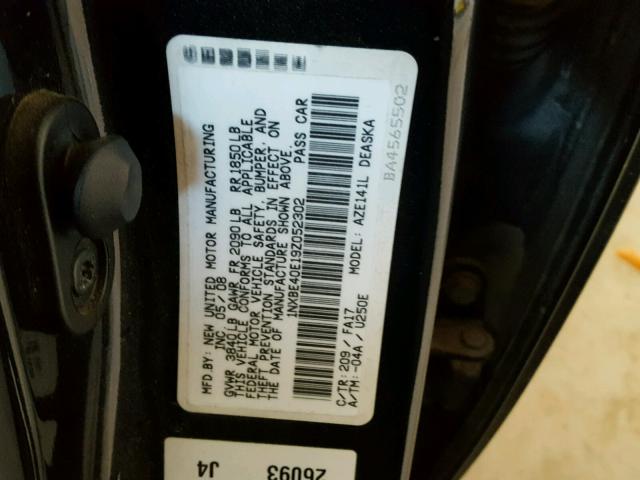 MFD.BY: NEW UNITED MOTOR MANUFACTURING
INC. 05/08
GVWR 3840LB GAWR FR 2090LB RR 1850LB
THIS VEHICLE CONFORMS TO ALL APPLICABLE
FEDERAL MOTOR VEHICLE SAFETY, BUMPER, AND
THEFT PREVENTION STANDARDS IN EFFECT ON
THE DATE OF MANUFACTURE SHOWN ABOVE.
1NXBE40E19Z052302 PASS CAR
C/TR: 209 / FA17 MODEL: AZE141L DEASKA
A/TM: -04A / U250E
BA4565502
26093
J4